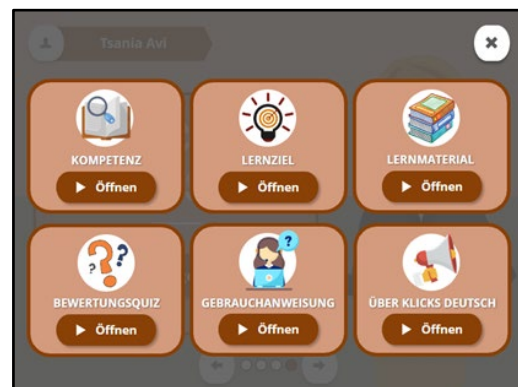 Tsania Avi
KOMPETENZ
LERNZIEL
LERNMATERIAL
Öffnen
Öffnen
Öffnen
BEWERTUNGSQUIZ
GEBRAUCHANWEISUNG
ÜBER KLICKS DEUTSCH
Öffnen
Öffnen
Öffnen